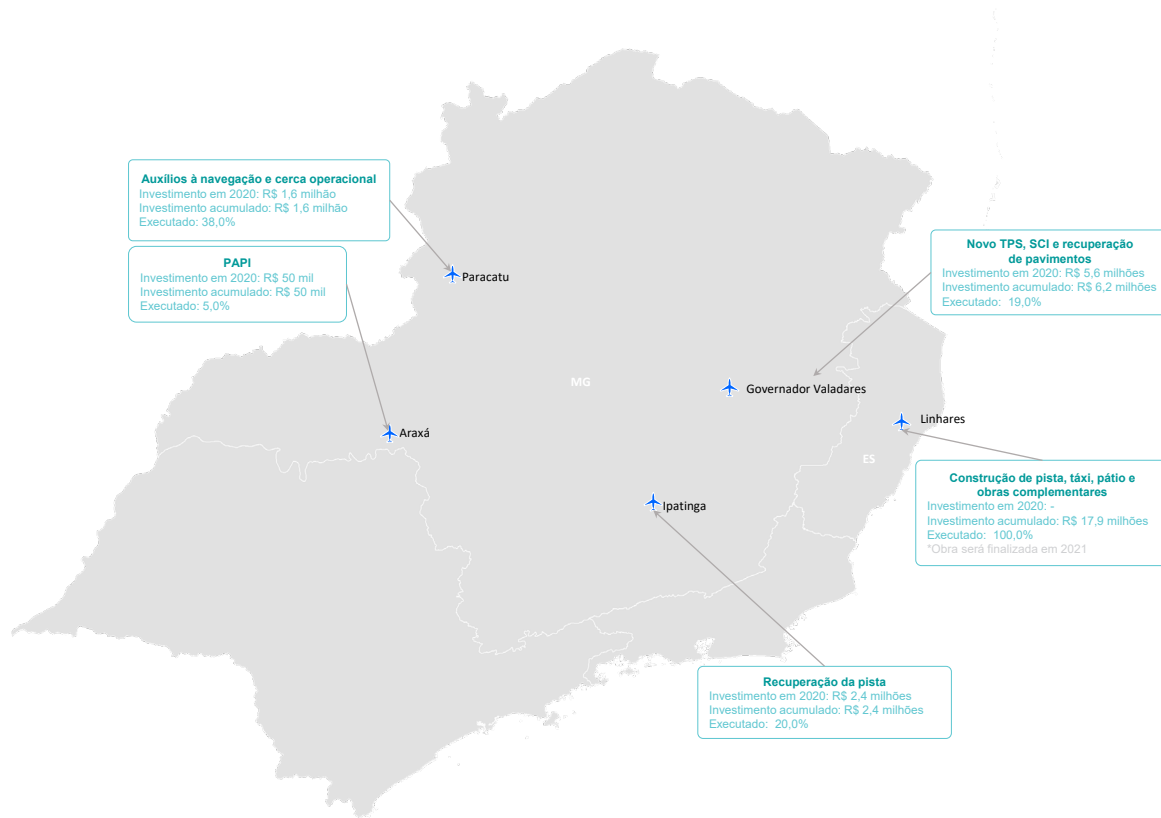 Auxílios à navegação e cerca operacional
Investimento em 2020: R$ 1,6 milhão
Investimento acumulado: R$ 1,6 milhão
Executado: 38,0%
PAPI
Investimento em 2020: R$ 50 mil
Investimento acumulado: R$ 50 mil
Executado: 5,0%
Paracatu
Novo TPS, SCI e recuperação
de pavimentos
Investimento em 2020: R$ 5,6 milhões
Investimento acumulado: R$ 6,2 milhões
Executado: 19,0%
MG
Governador Valadares
Linhares
Araxá
ES
Construção de pista, táxi, pátio e
obras complementares
Investimento em 2020: -
Investimento acumulado: R$ 17,9 milhões
Executado: 100,0%
*Obra será finalizada em 2021
Ipatinga
Recuperação da pista
Investimento em 2020: R$ 2,4 milhões
Investimento acumulado: R$ 2,4 milhões
Executado: 20,0%